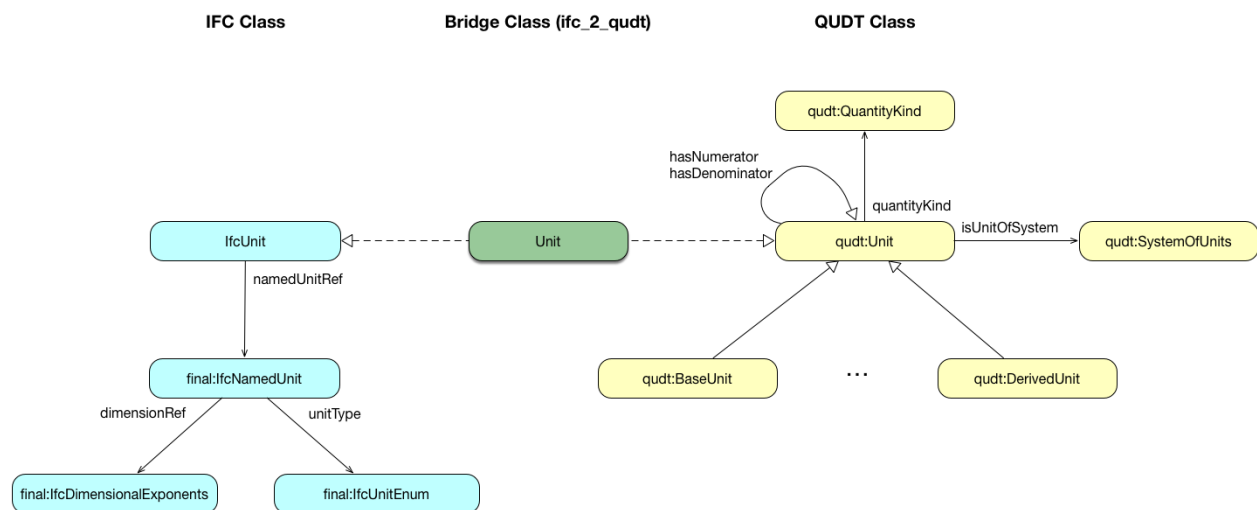 IFC Class
Bridge Class (ifc_2_qudt)
QUDT Class
qudt:QuantityKind
hasNumerator
hasDenominator
quantityKind
isUnitOfSystem
IfcUnit
Unit
qudt:Unit
qudt:SystemOfUnits
namedUnitRef
final:IfcNamedUnit
qudt:BaseUnit
...
qudt:DerivedUnit
dimensionRef
unitType
final:IfcDimensionalExponents
final:IfcUnitEnum